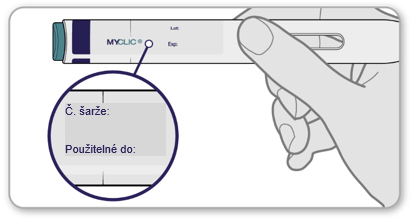 Lot:
MYCLIC®
Exp:
Č. šarže:
Použitelné do: